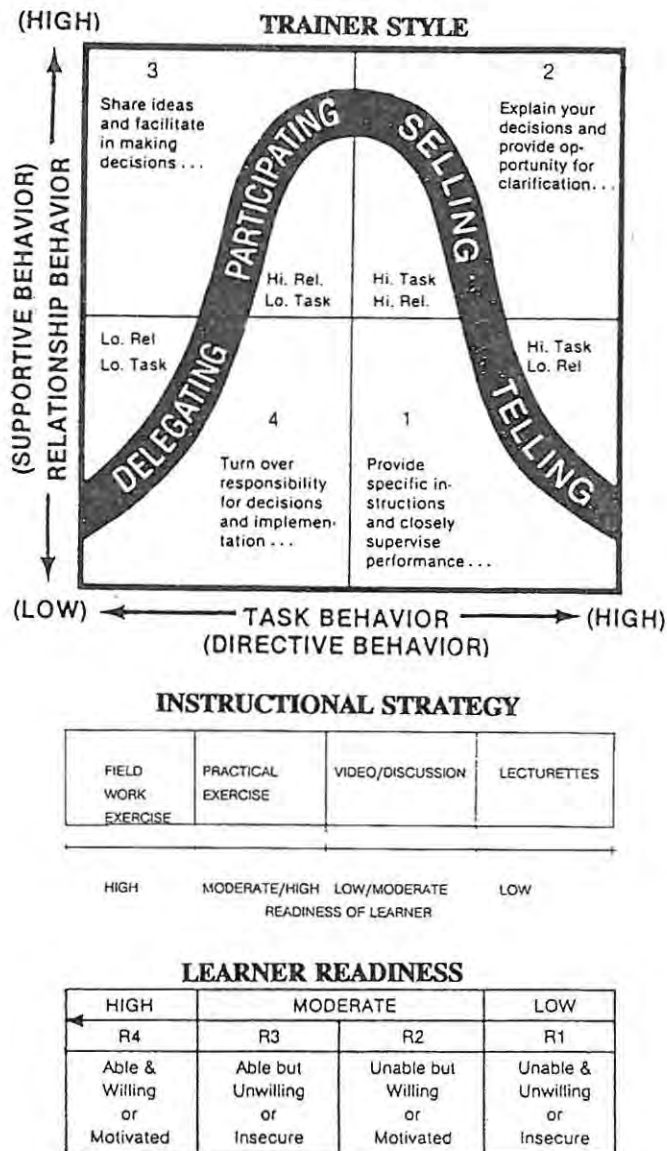 (HIGH) TRAINER STYLE
3
Share ideas
and facilitate
in making
decisions . . .
2
Explain your
decisions and
provide op-
portunity for
clarification. . .
PARTICIPATING
SELLING
Hi. Rel.
Lo. Task
Hi. Task
Hi. Rel.
(SUPPORTIVE BEHAVIOR)
RELATIONSHIP BEHAVIOR
Lo. Rel
Lo. Task
Hi. Task
Lo. Rel
DELEGATING
TELLING
4
Turn over
responsibility
for decisions
and implemen-
tation . . .
1
Provide
specific in-
structions
and closely
supervise
performance . . .
(LOW) TASK BEHAVIOR (HIGH)
(DIRECTIVE BEHAVIOR)
INSTRUCTIONAL STRATEGY
FIELD PRACTICAL VIDEO/DISCUSSION LECTURETTES
WORK EXERCISE
EXERCISE
HIGH MODERATE/HIGH LOW/MODERATE LOW
READINESS OF LEARNER
LEARNER READINESS
HIGH MODERATE LOW
R4 R3 R2 R1
Able & Able but Unable but Unable &
Willing Unwilling Willing Unwilling
or or or or
Motivated Insecure Motivated Insecure